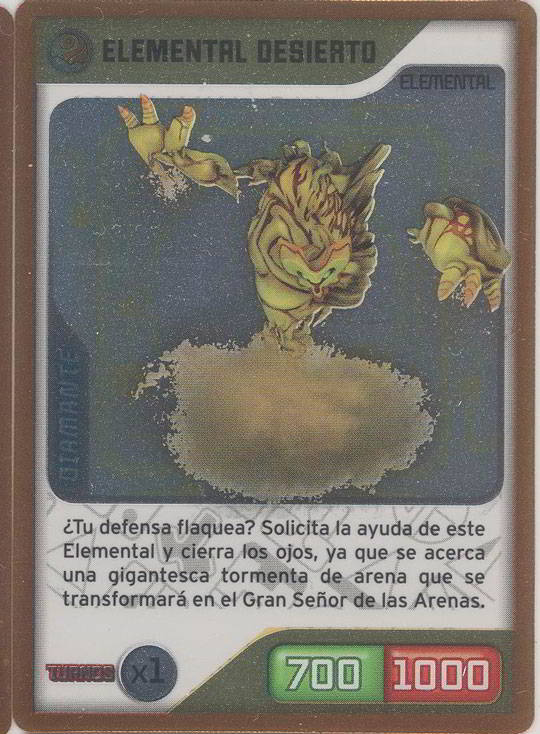 ELEMENTAL DESIERTO
ELEMENTAL
DIAMANTE
¿Tu defensa flaquea? Solicita la ayuda de este
Elemental y cierra los ojos, ya que se acerca
una gigantesca tormenta de arena que se
transformará en el Gran Señor de las Arenas.
TURNOS x1
700 1000